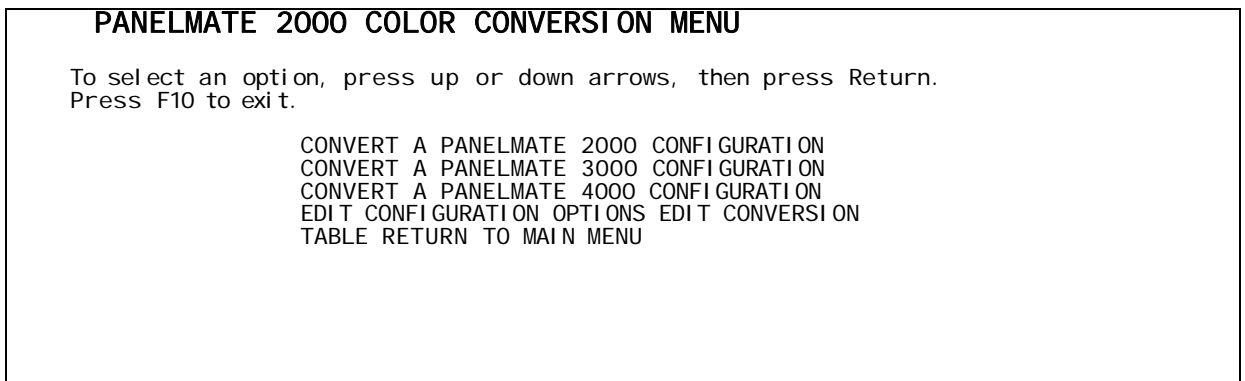 PANELMATE 2000 COLOR CONVERSION MENU
To select an option, press up or down arrows, then press Return.
Press F10 to exit.
CONVERT A PANELMATE 2000 CONFIGURATION
CONVERT A PANELMATE 3000 CONFIGURATION
CONVERT A PANELMATE 4000 CONFIGURATION
EDIT CONFIGURATION OPTIONS EDIT CONVERSION
TABLE RETURN TO MAIN MENU